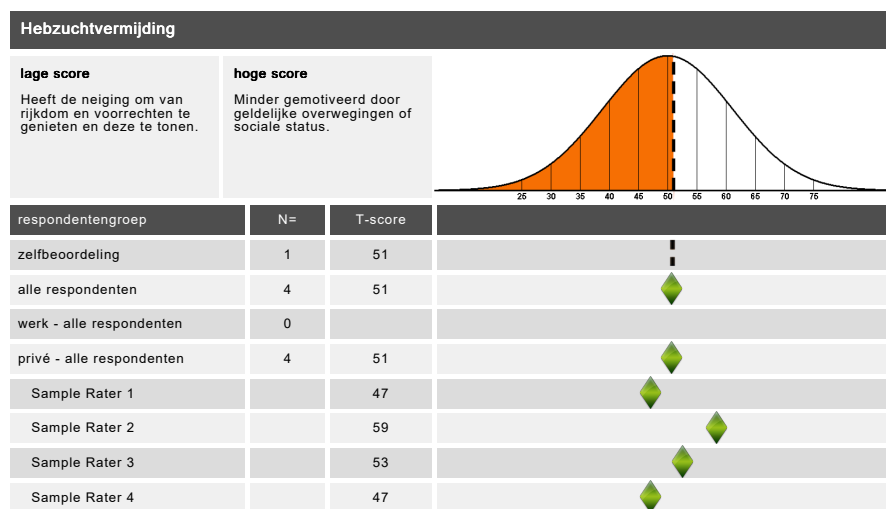 Hebzuchtvermijding
lage score
Heeft de neiging om van
rijkdom en voorrechten te
genieten en deze te tonen.
hoge score
Minder gemotiveerd door
geldelijke overwegingen of
sociale status.
25 30 35 40 45 50 55 60 65 70 75
respondentengroep N= T-score
zelfbeoordeling 1 51
alle respondenten 4 51
werk - alle respondenten 0
privé - alle respondenten 4 51
Sample Rater 1 47
Sample Rater 2 59
Sample Rater 3 53
Sample Rater 4 47